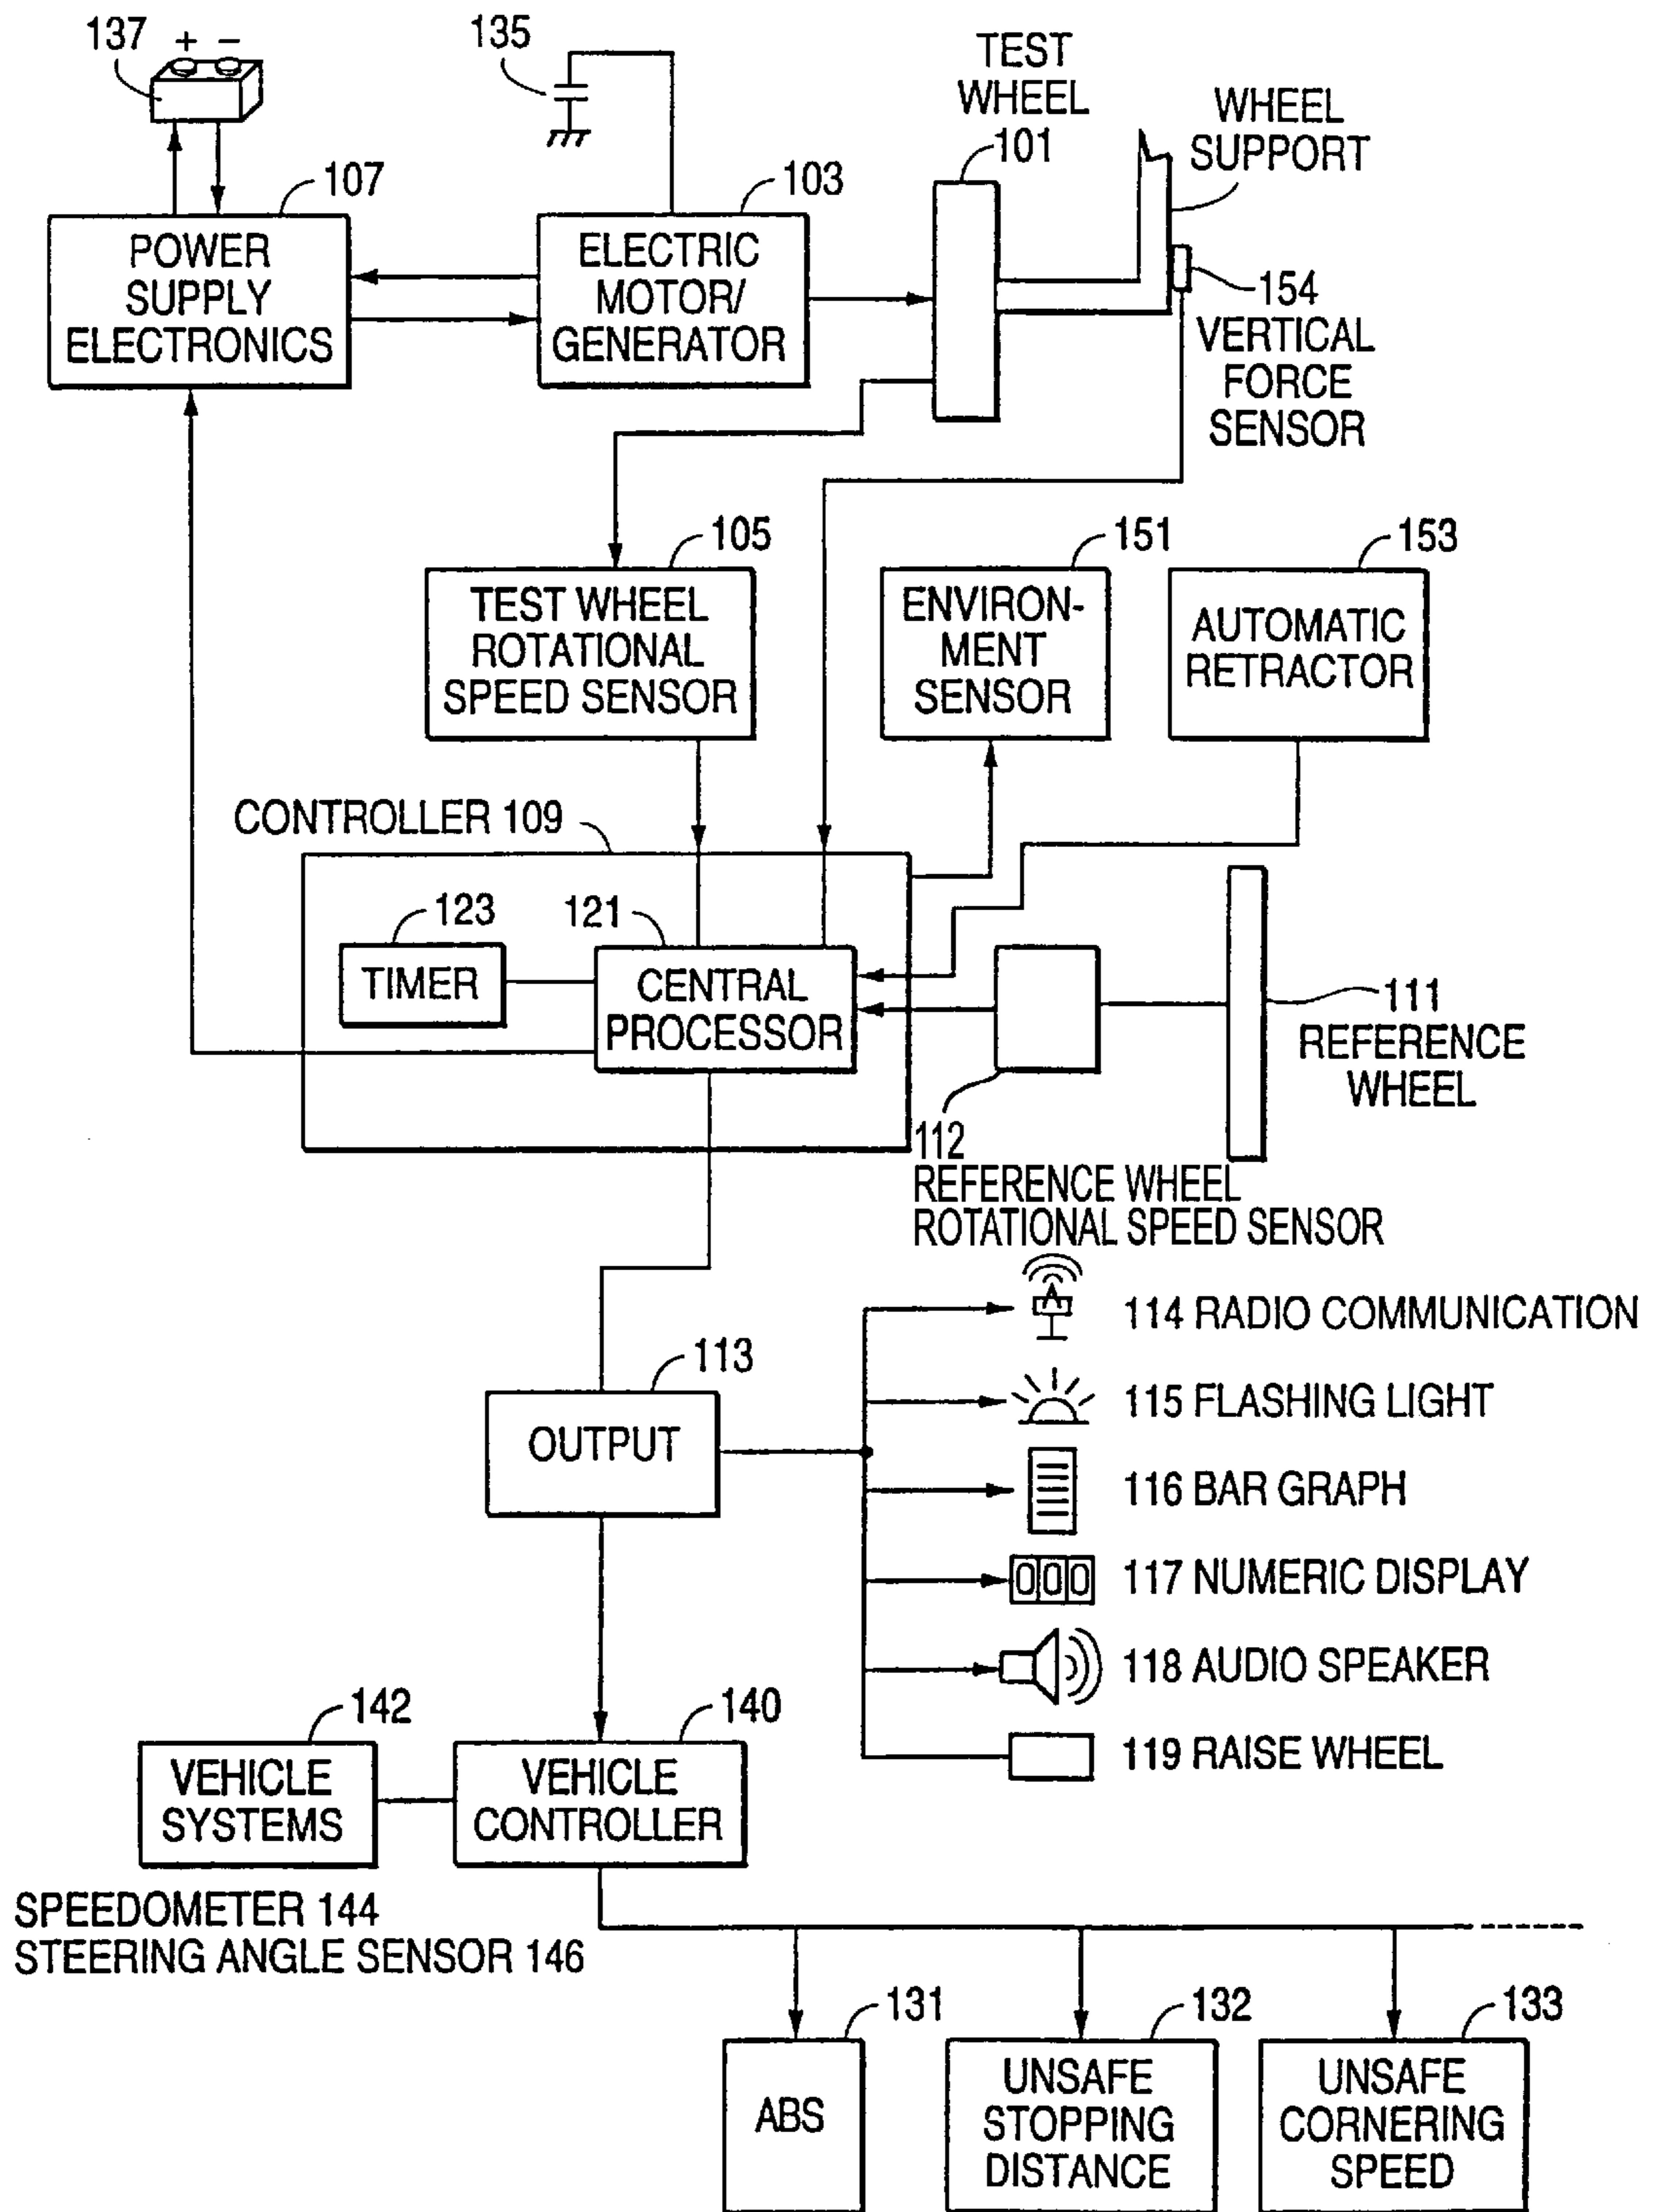 137
+ -
135
TEST
WHEEL
101
WHEEL
SUPPORT
107
103
POWER
SUPPLY
ELECTRONICS
ELECTRIC
MOTOR/
GENERATOR
154
VERTICAL
FORCE
SENSOR
105
151
153
TEST WHEEL
ROTATIONAL
SPEED SENSOR
ENVIRON-
MENT
SENSOR
AUTOMATIC
RETRACTOR
CONTROLLER 109
123
121
TIMER
CENTRAL
PROCESSOR
111
REFERENCE
WHEEL
112
REFERENCE WHEEL
ROTATIONAL SPEED SENSOR
114 RADIO COMMUNICATION
113
115 FLASHING LIGHT
OUTPUT
116 BAR GRAPH
000
117 NUMERIC DISPLAY
118 AUDIO SPEAKER
142
140
119 RAISE WHEEL
VEHICLE
SYSTEMS
VEHICLE
CONTROLLER
SPEEDOMETER 144
STEERING ANGLE SENSOR 146
131
132
133
ABS
UNSAFE
STOPPING
DISTANCE
UNSAFE
CORNERING
SPEED